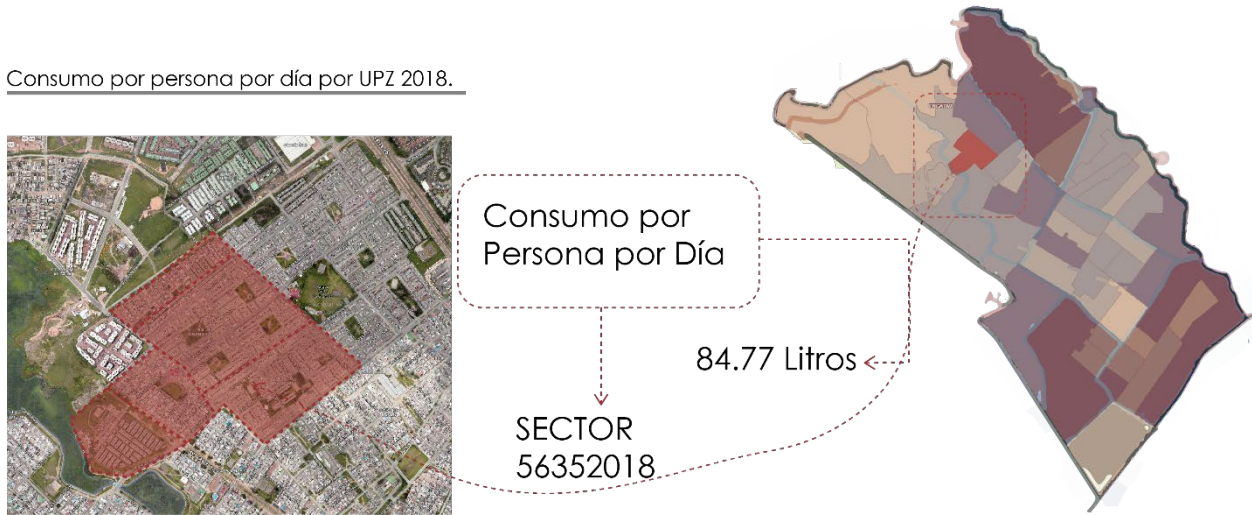 Consumo por persona por día por UPZ 2018.
Consumo por
Persona por Día
84.77 Litros
SECTOR
56352018